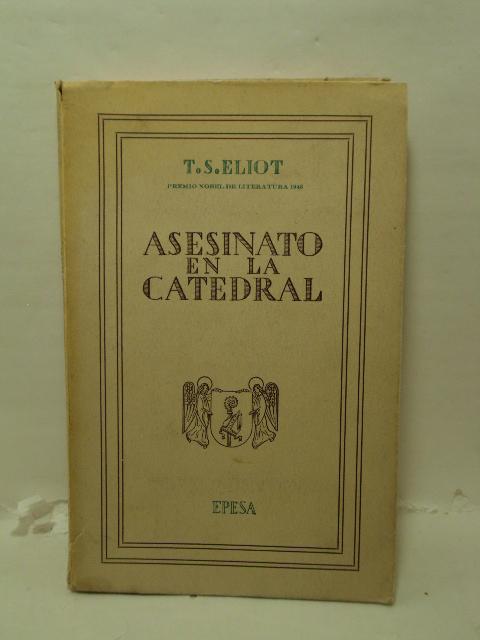 T.S.ELIOT
PREMIO NOBEL DE LITERATURA 1948
ASESINATO
EN LA
CATEDRAL
EPESA